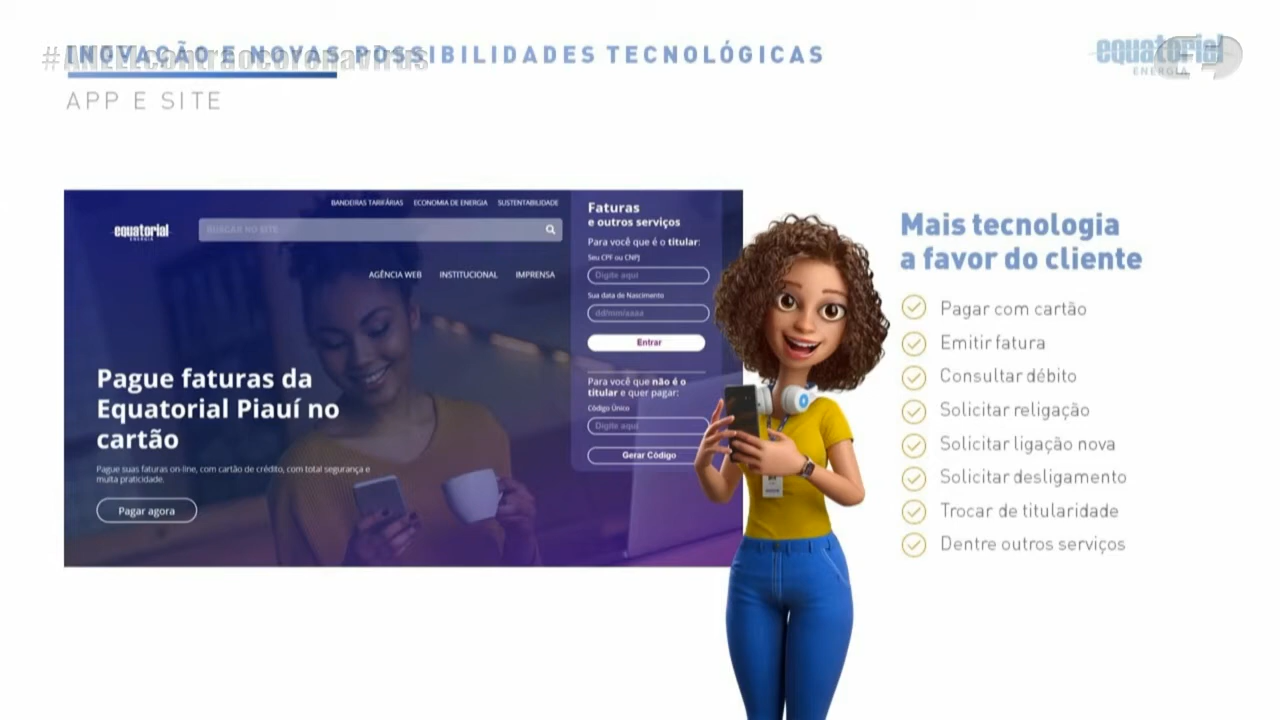 INOVAÇÃO E NOVAS POSSIBILIDADES TECNOLÓGICAS
#ANEELcontraocoronavirus
equatorial
ENERGIA
APP E SITE
BANDEIRAS TARIFÁRIAS ECONOMIA DE ENERGIA SUSTENTABILIDADE
equatorial
ENERGIA
BUSCAR NO SITE
AGÊNCIA WEB INSTITUCIONAL IMPRENSA
Pague faturas da
Equatorial Piauí no
cartão
Pague suas faturas on-line, com cartão de crédito, com total segurança e
muita praticidade.
Pagar agora
Faturas
e outros serviços
Para você que é o titular:
Seu CPF ou CNPJ
Digite aqui
Sua data de Nascimento
dd/mm/aaaa
Entrar
Para você que não é o
titular e quer pagar:
Código Único
Digite aqui
Gerar Código
Mais tecnologia
a favor do cliente
Pagar com cartão
Emitir fatura
Consultar débito
Solicitar religação
Solicitar ligação nova
Solicitar desligamento
Trocar de titularidade
Dentre outros serviços